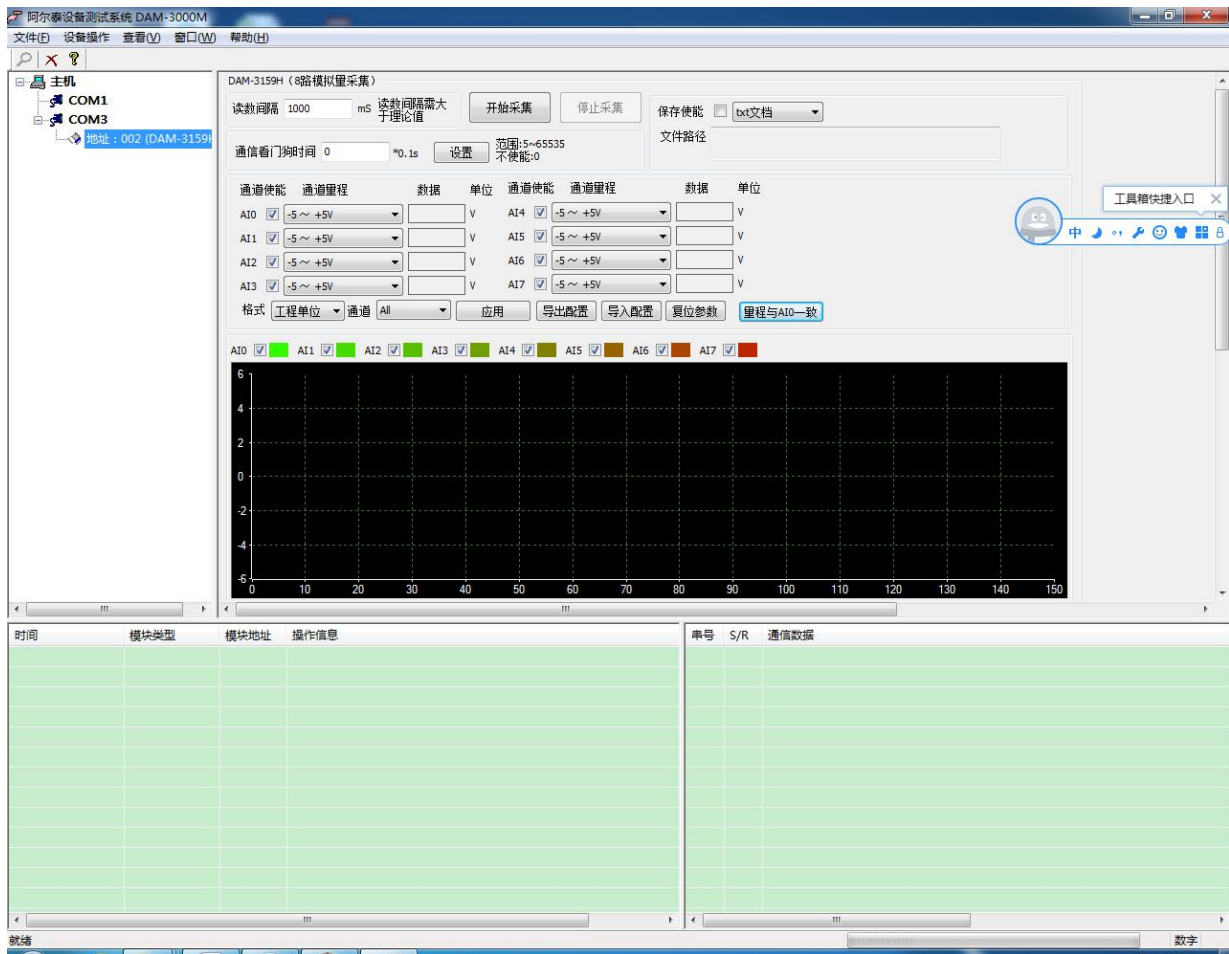 阿尔泰设备测试系统 DAM-3000M
文件(F) 设备操作 查看(V) 窗口(W) 帮助(H)
主机
COM1
COM3
地址：002 (DAM-3159H
DAM-3159H（8路模拟量采集）
读数间隔 1000 mS 读数间隔需大于理论值 开始采集 停止采集
保存使能 txt文档
文件路径
通信看门狗时间 0 *0.1s 设置 范围:5~65535 不使能:0
通道使能 通道里程 数据 单位 通道使能 通道里程 数据 单位
AI0 -5～ +5V V AI4 -5～ +5V V
AI1 -5～ +5V V AI5 -5～ +5V V
AI2 -5～ +5V V AI6 -5～ +5V V
AI3 -5～ +5V V AI7 -5～ +5V V
格式 工程单位 通道 All 应用 导出配置 导入配置 复位参数 里程与AI0一致
工具箱快捷入口
中
AI0 AI1 AI2 AI3 AI4 AI5 AI6 AI7
6
4
2
0
-2
-4
-6
0 10 20 30 40 50 60 70 80 90 100 110 120 130 140 150
时间 模块类型 模块地址 操作信息
串号 S/R 通信数据
就绪
数字